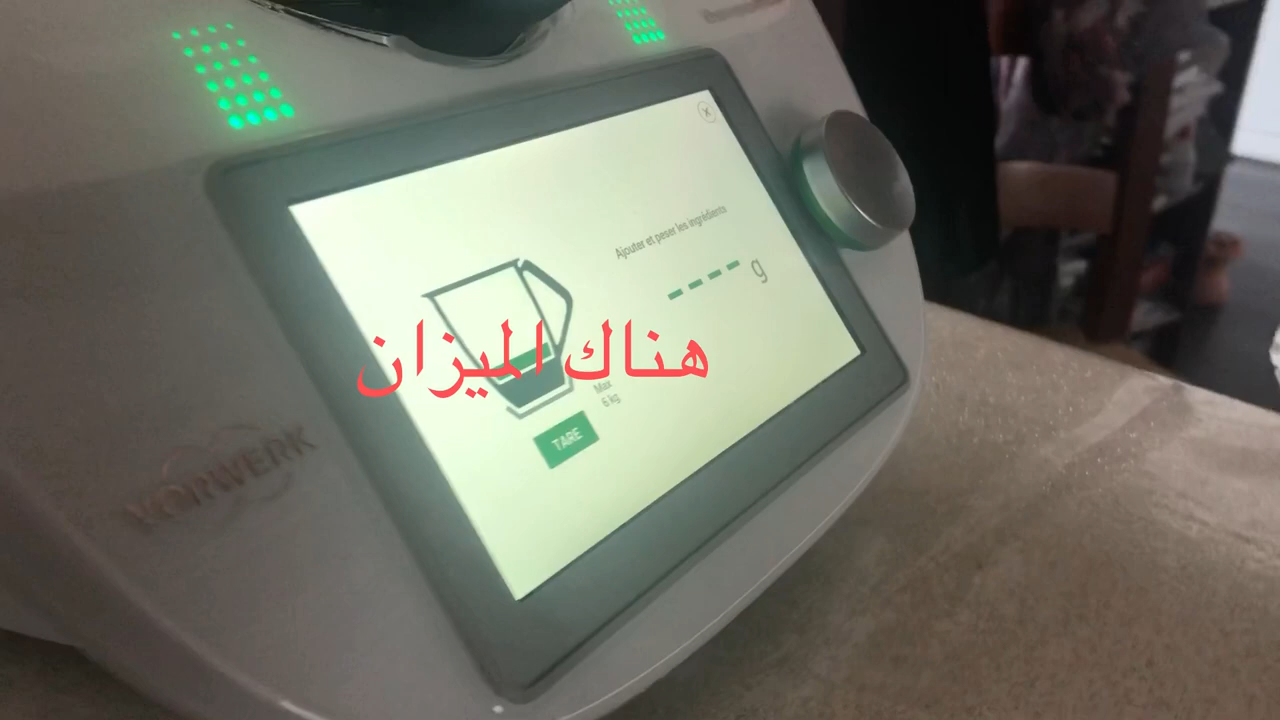 Ajouter et peser les ingrédients
---- g
هناك الميزان
Max
6 kg
TARE
VORWERK